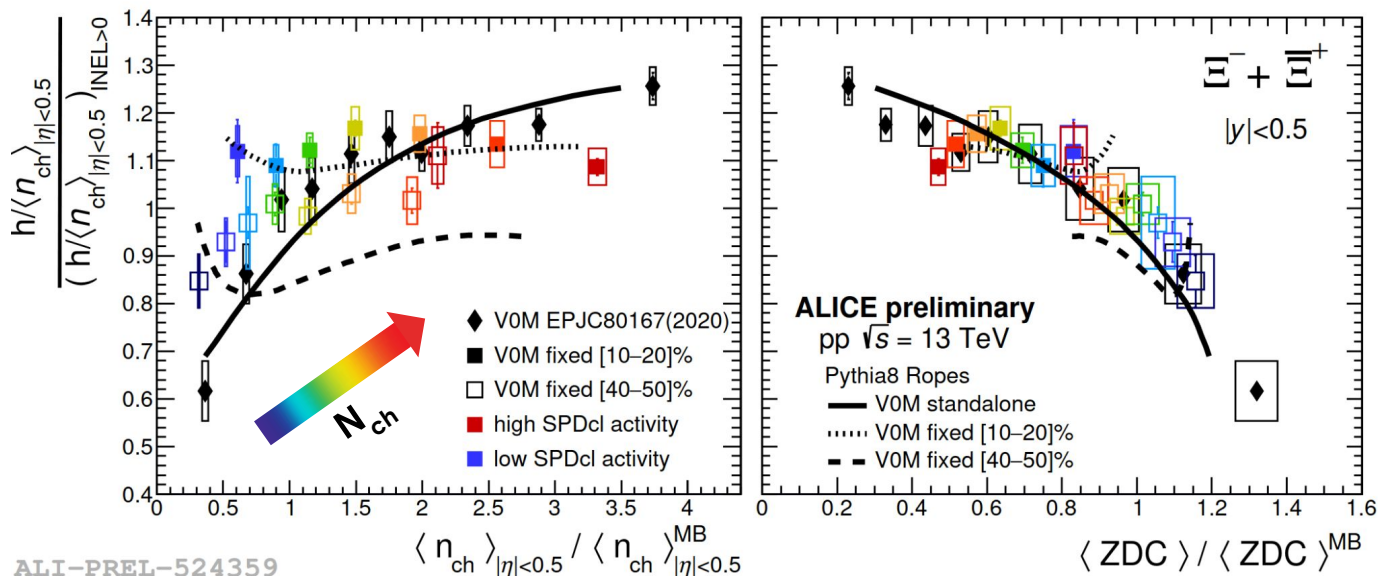 h/⟨n_ch⟩_|η|<0.5
( h/⟨n_ch⟩_|η|<0.5 )_INEL>0
1.4
1.3
1.2
1.1
1
0.9
0.8
0.7
0.6
0.5
0.4
V0M EPJC80167(2020)
V0M fixed [10–20]%
V0M fixed [40–50]%
high SPDcl activity
low SPDcl activity
N_ch
0 0.5 1 1.5 2 2.5 3 3.5 4
⟨ n_ch ⟩_|η|<0.5 / ⟨ n_ch ⟩^MB_|η|<0.5
Ξ⁻ + Ξ̅⁺
|y|<0.5
ALICE preliminary
pp √s = 13 TeV
Pythia8 Ropes
V0M standalone
V0M fixed [10–20]%
V0M fixed [40–50]%
0 0.2 0.4 0.6 0.8 1 1.2 1.4 1.6
⟨ ZDC ⟩ / ⟨ ZDC ⟩^MB
ALI-PREL-524359